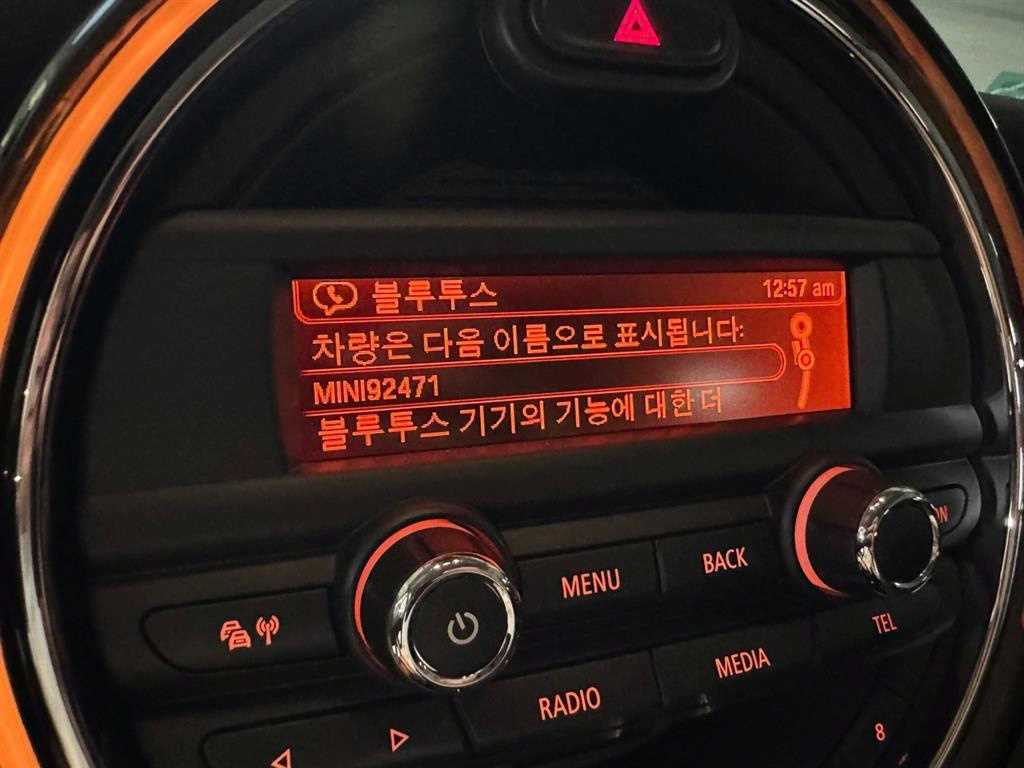 블루투스 12:57 am
차량은 다음 이름으로 표시됩니다:
MINI92471
블루투스 기기의 기능에 대한 더
MENU
BACK
ON
TEL
RADIO
MEDIA
8